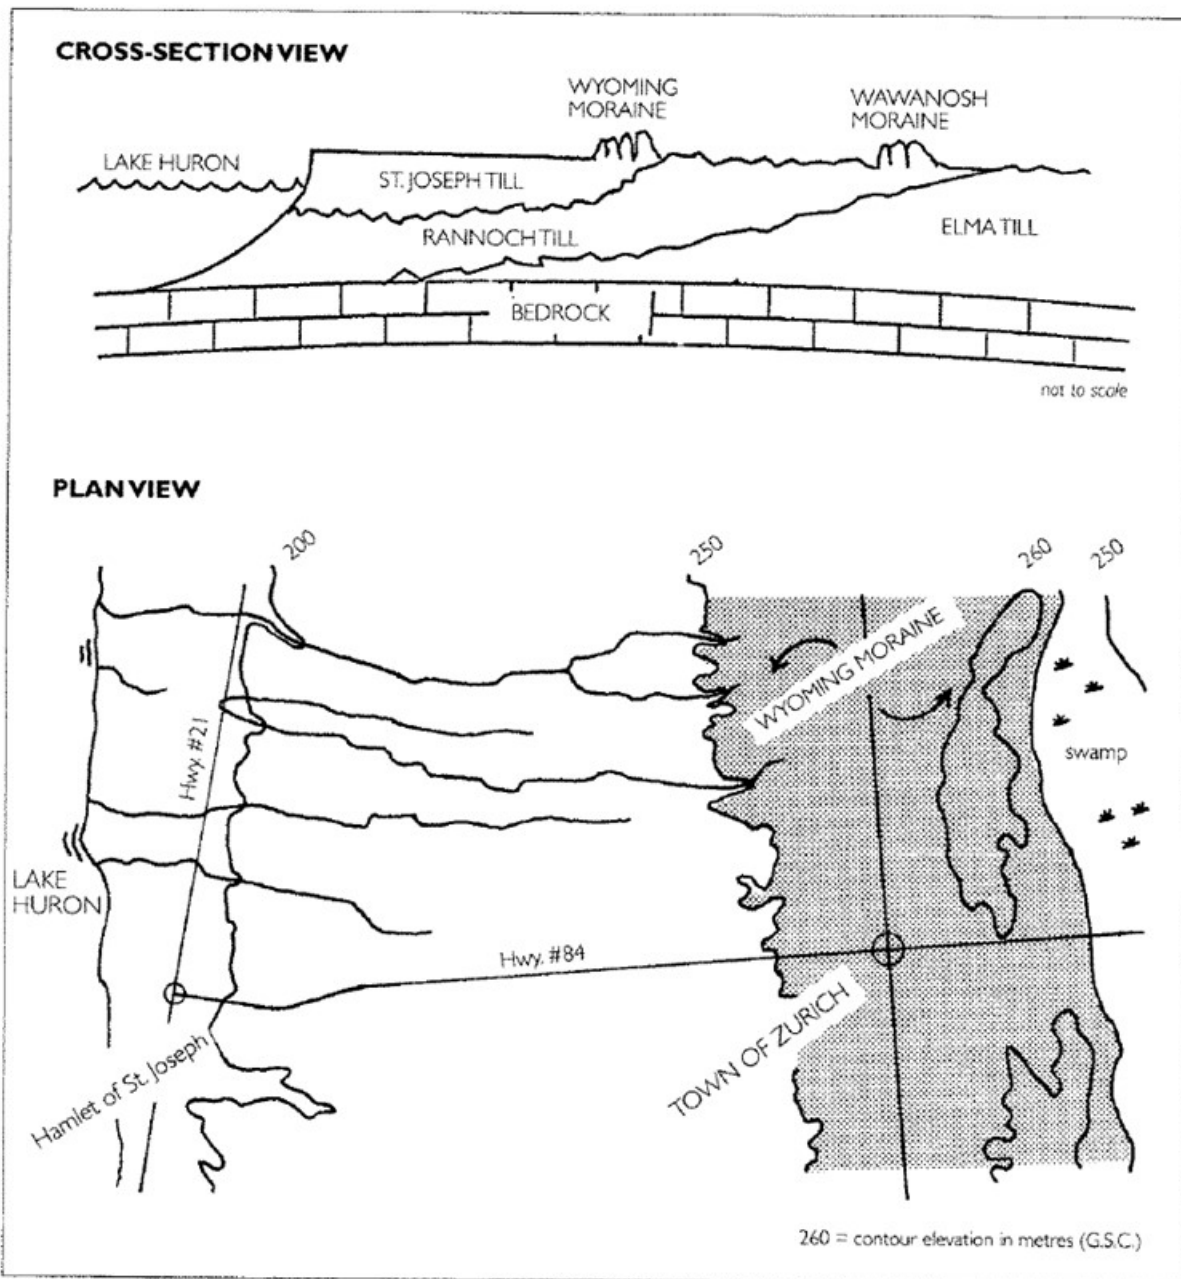 CROSS-SECTION VIEW
WYOMING
MORAINE
WAWANOSH
MORAINE
LAKE HURON
ST. JOSEPH TILL
RANNOCH TILL
ELMA TILL
BEDROCK
not to scale
PLAN VIEW
200
250
260
250
WYOMING MORAINE
Hwy. #21
swamp
LAKE
HURON
Hwy. #84
TOWN OF ZURICH
Hamlet of St. Joseph
260 = contour elevation in metres (G.S.C.)